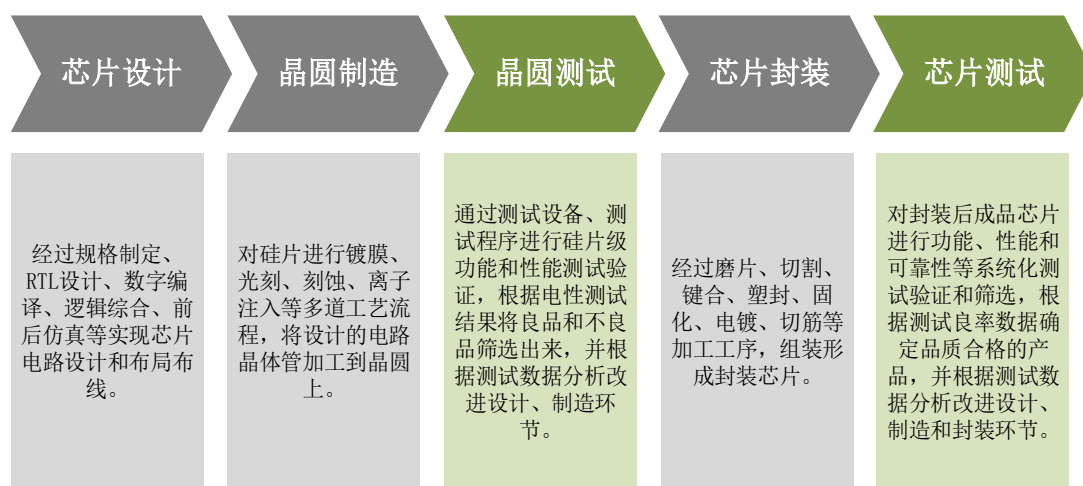 芯片设计
晶圆制造
晶圆测试
芯片封装
芯片测试
经过规格制定、
RTL设计、数字编
译、逻辑综合、前
后仿真等实现芯片
电路设计和布局布
线。
对硅片进行镀膜、
光刻、刻蚀、离子
注入等多道工艺流
程，将设计的电路
晶体管加工到晶圆
上。
通过测试设备、测
试程序进行硅片级
功能和性能测试验
证，根据电性测试
结果将良品和不良
品筛选出来，并根
据测试数据分析改
进设计、制造环
节。
经过磨片、切割、
键合、塑封、固
化、电镀、切筋等
加工工序，组装形
成封装芯片。
对封装后成品芯片
进行功能、性能和
可靠性等系统化测
试验证和筛选，根
据测试良率数据确
定品质合格的产
品，并根据测试数
据分析改进设计、
制造和封装环节。